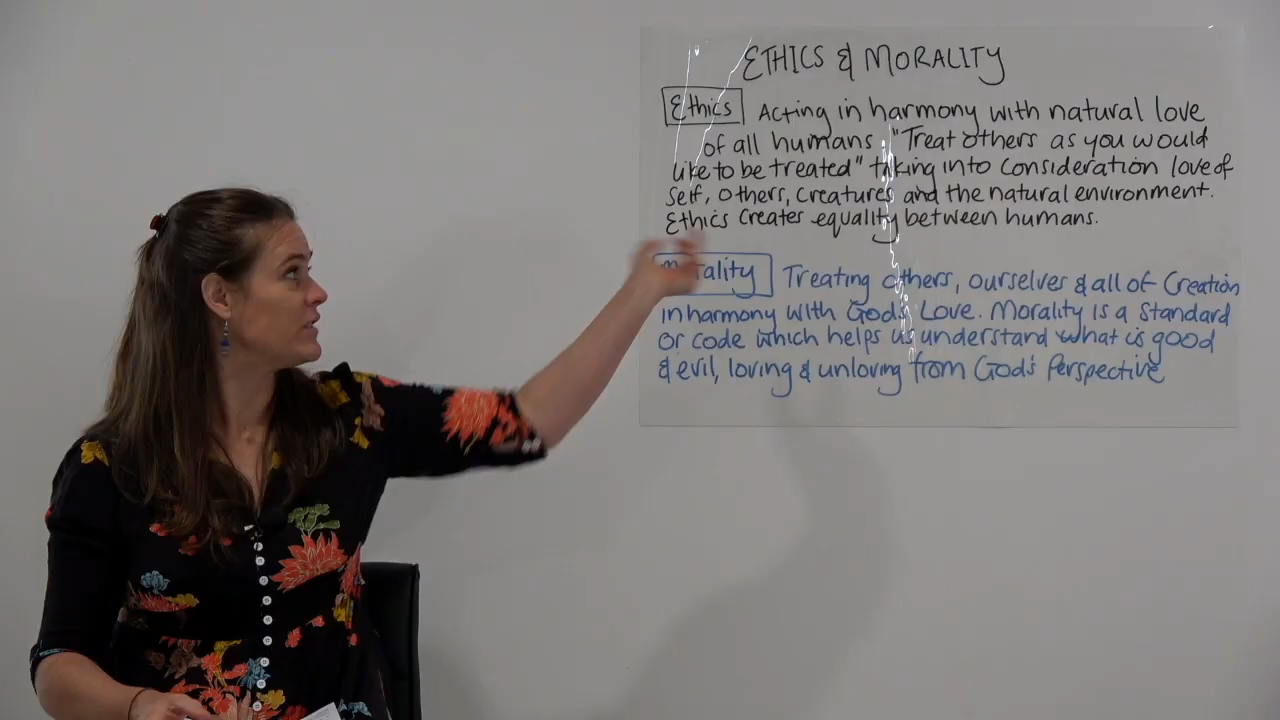 ETHICS & MORALITY
Ethics Acting in harmony with natural love
of all humans. "Treat others as you would
like to be treated" taking into consideration love of
self, others, creatures and the natural environment.
Ethics creates equality between humans.
Morality Treating others, ourselves & all of Creation
in harmony with God's Love. Morality is a standard
or code which helps us understand what is good
& evil, loving & unloving from God's Perspective